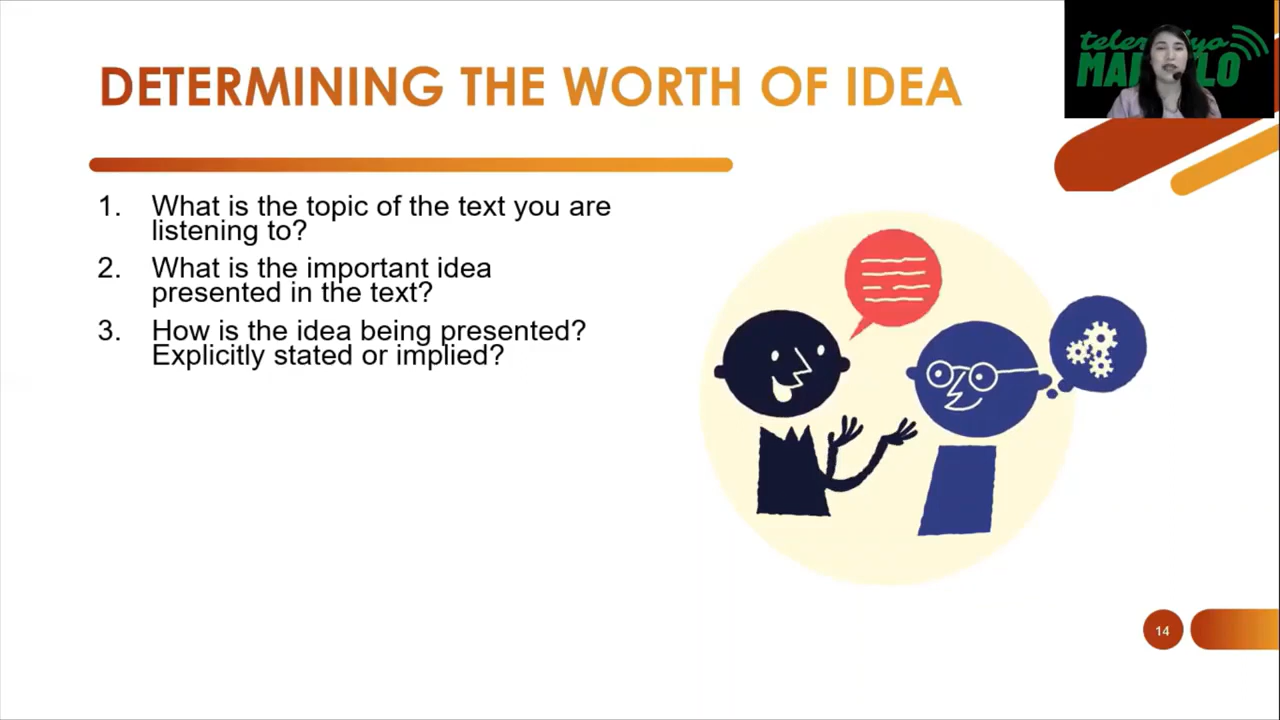 DETERMINING THE WORTH OF IDEA
1. What is the topic of the text you are
listening to?
2. What is the important idea
presented in the text?
3. How is the idea being presented?
Explicitly stated or implied?
14